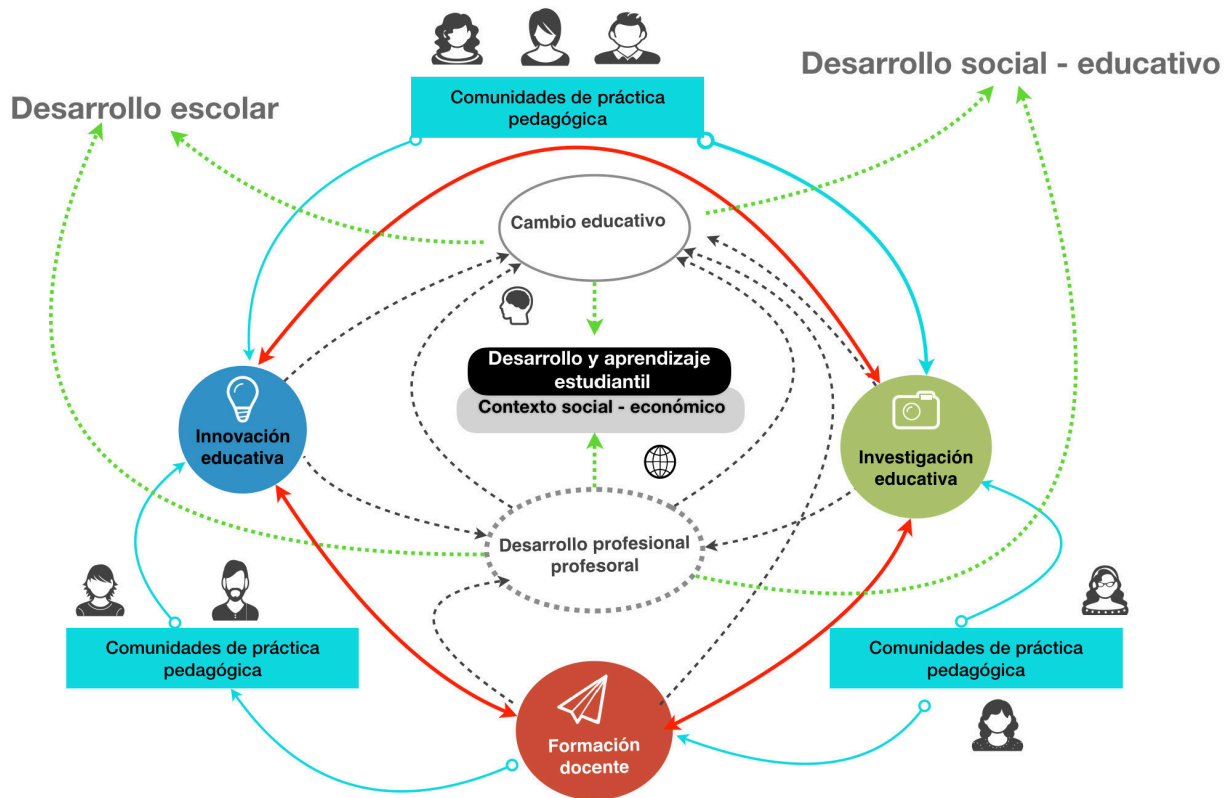 Desarrollo social - educativo
Desarrollo escolar
Comunidades de práctica
pedagógica
Cambio educativo
Desarrollo y aprendizaje
estudiantil
Contexto social - económico
Innovación
educativa
Investigación
educativa
Desarrollo profesional
profesoral
Comunidades de práctica
pedagógica
Comunidades de práctica
pedagógica
Formación
docente